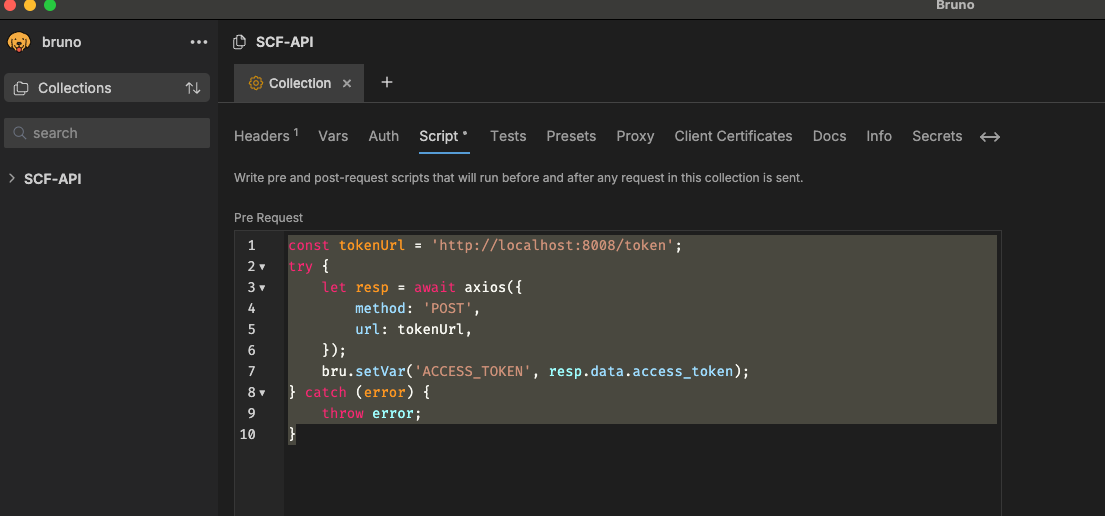 Bruno
bruno
SCF-API
Collections
Collection
search
Headers 1 Vars Auth Script Tests Presets Proxy Client Certificates Docs Info Secrets
SCF-API
Write pre and post-request scripts that will run before and after any request in this collection is sent.
Pre Request
1 const tokenUrl = 'http://localhost:8008/token';
2 try {
3     let resp = await axios({
4         method: 'POST',
5         url: tokenUrl,
6     });
7     bru.setVar('ACCESS_TOKEN', resp.data.access_token);
8 } catch (error) {
9     throw error;
10 }